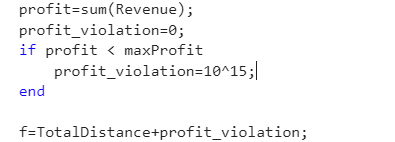 profit=sum(Revenue);
profit_violation=0;
if profit < maxProfit
    profit_violation=10^15;
end
f=TotalDistance+profit_violation;